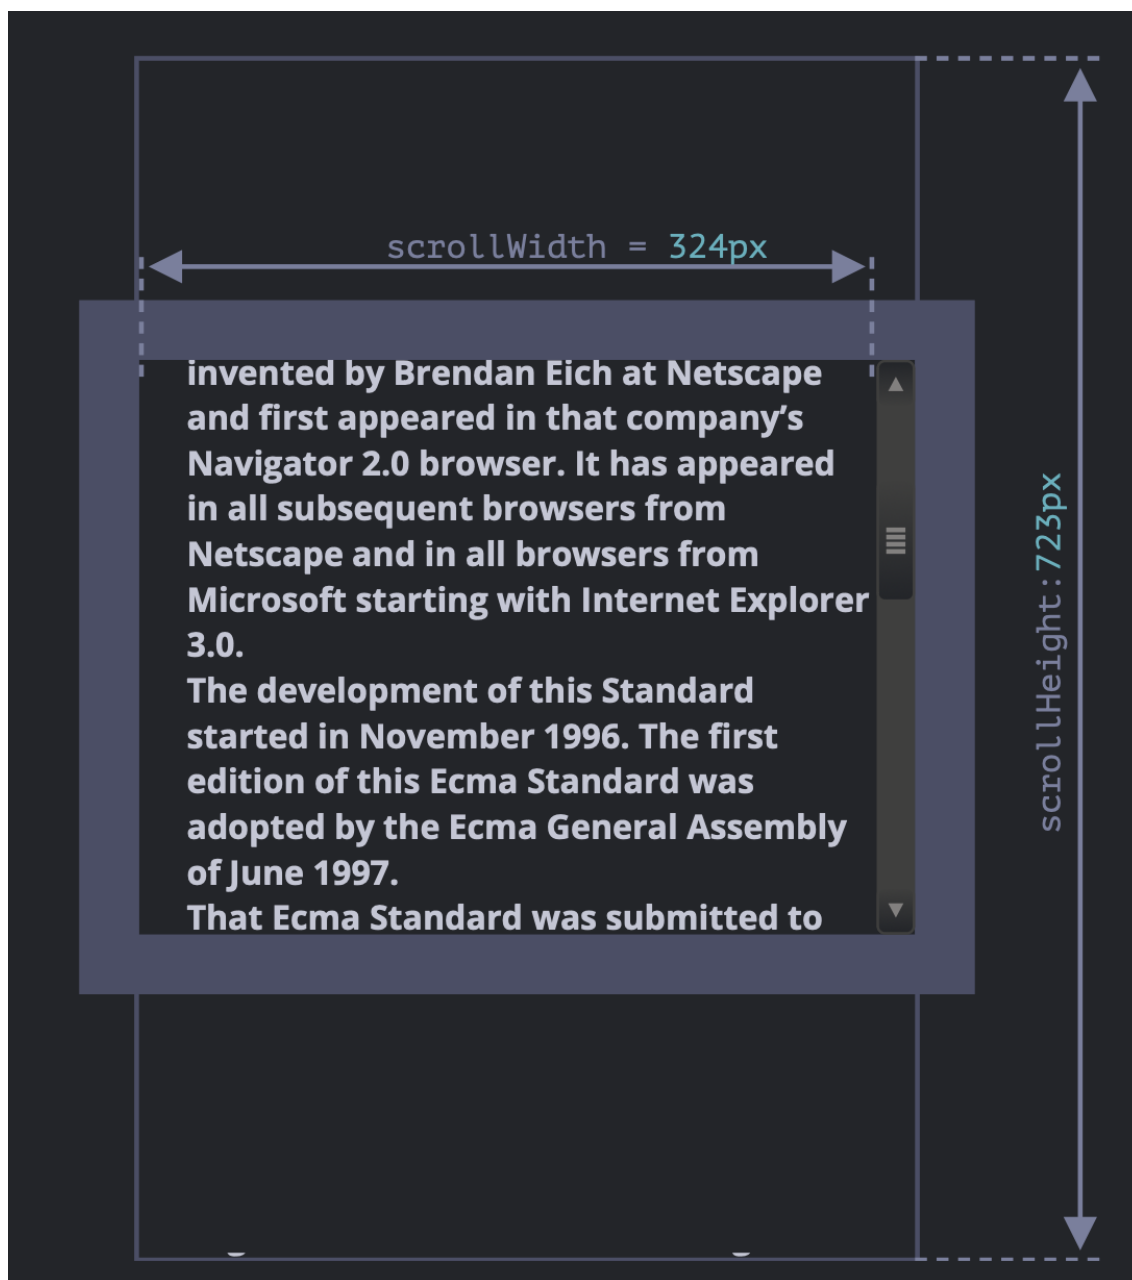 scrollWidth = 324px
invented by Brendan Eich at Netscape
and first appeared in that company’s
Navigator 2.0 browser. It has appeared
in all subsequent browsers from
Netscape and in all browsers from
Microsoft starting with Internet Explorer
3.0.
The development of this Standard
started in November 1996. The first
edition of this Ecma Standard was
adopted by the Ecma General Assembly
of June 1997.
That Ecma Standard was submitted to
scrollHeight:723px